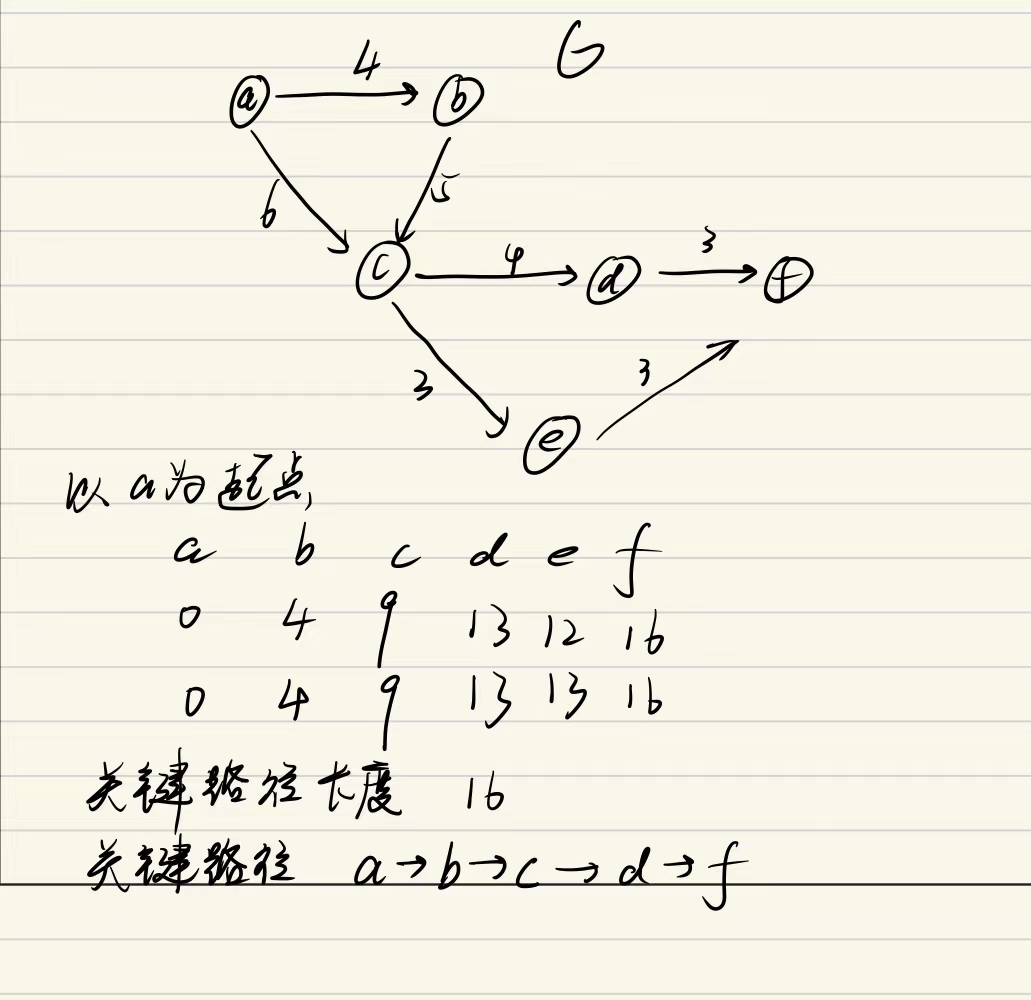 G
4
a b
6 5
c 4 d 3 f
3 3
e
以a为起点,
a b c d e f
0 4 9 13 12 16
0 4 9 13 13 16
关键路径长度 16
关键路径 a→b→c→d→f